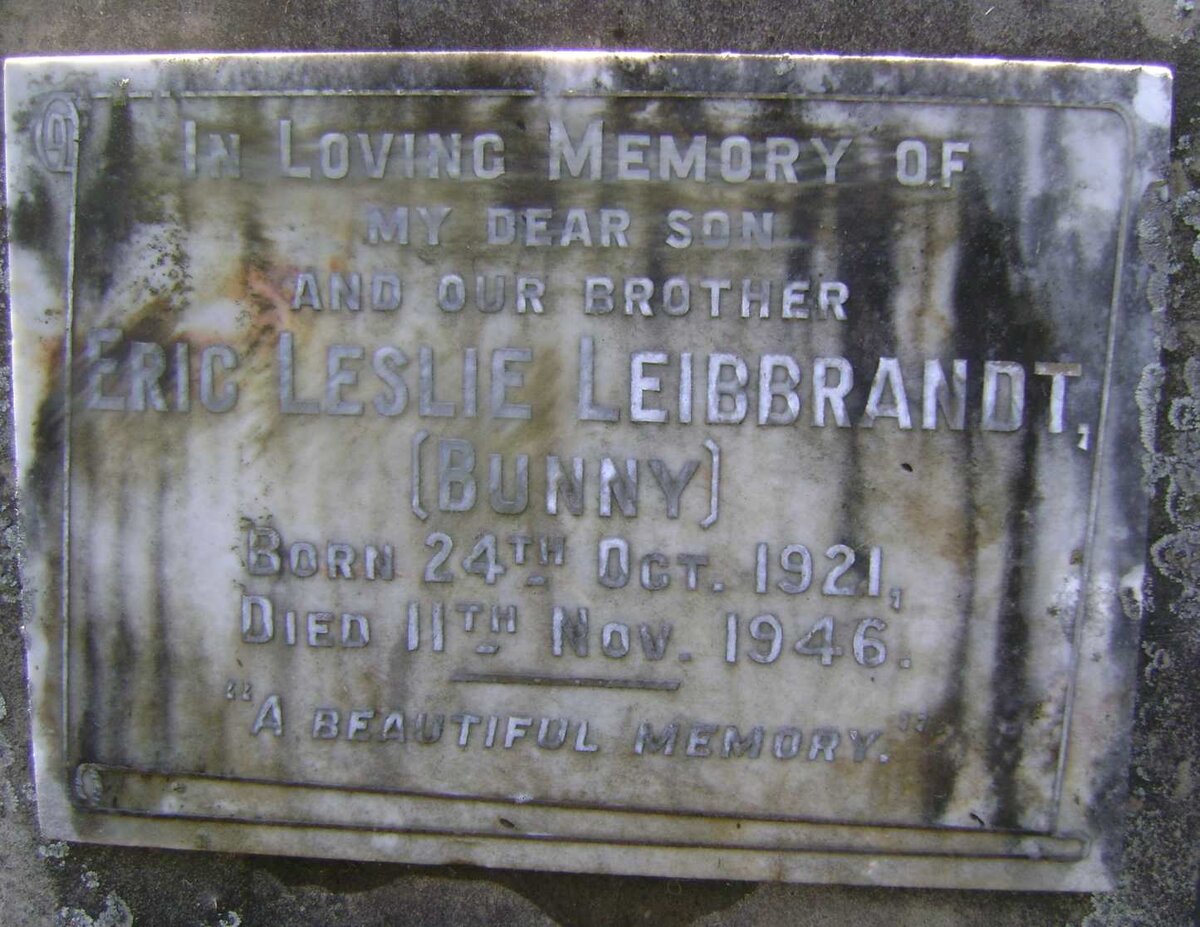 IN LOVING MEMORY OF
MY DEAR SON
AND OUR BROTHER
ERIC LESLIE LEIBBRANDT,
(BUNNY)
BORN 24TH OCT. 1921,
DIED 11TH NOV. 1946.
"A BEAUTIFUL MEMORY."